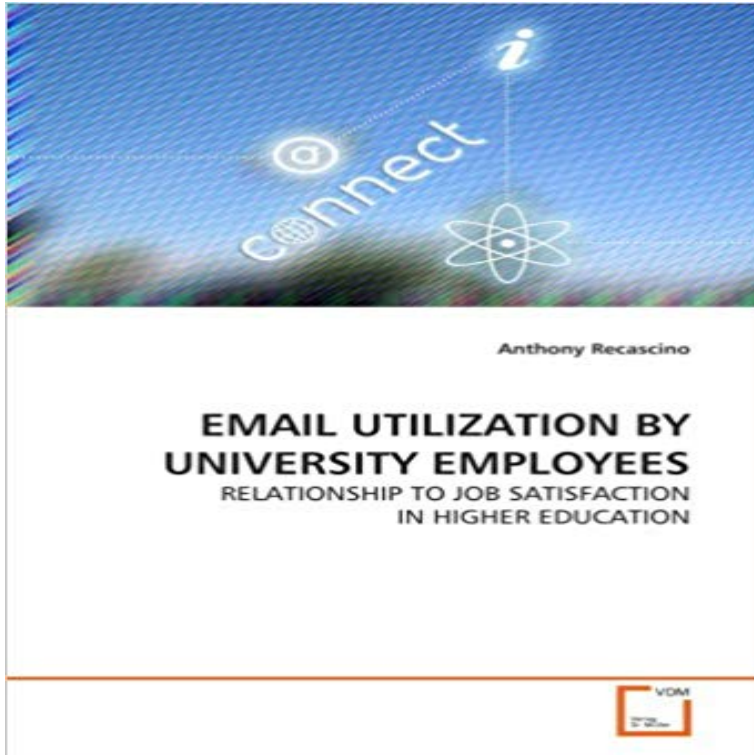 i
@
connect
Anthony Recascino
EMAIL UTILIZATION BY
UNIVERSITY EMPLOYEES
RELATIONSHIP TO JOB SATISFACTION
IN HIGHER EDUCATION
VDM